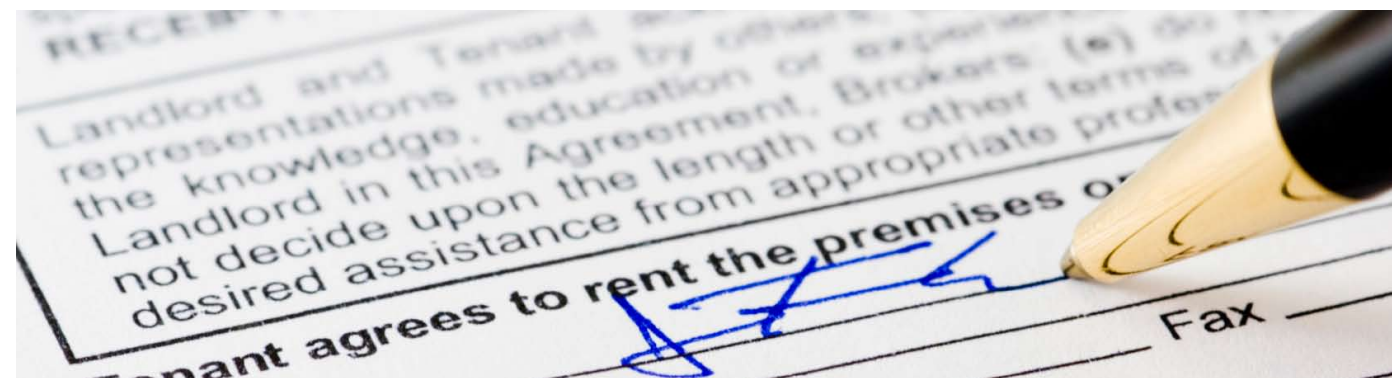 RECEIPT
Landlord and Tenant
representations made by others;
the knowledge, education or experience
Landlord in this Agreement. Brokers: (e) do
not decide upon the length or other terms of
desired assistance from appropriate profes
Tenant agrees to rent the premises o
Fax